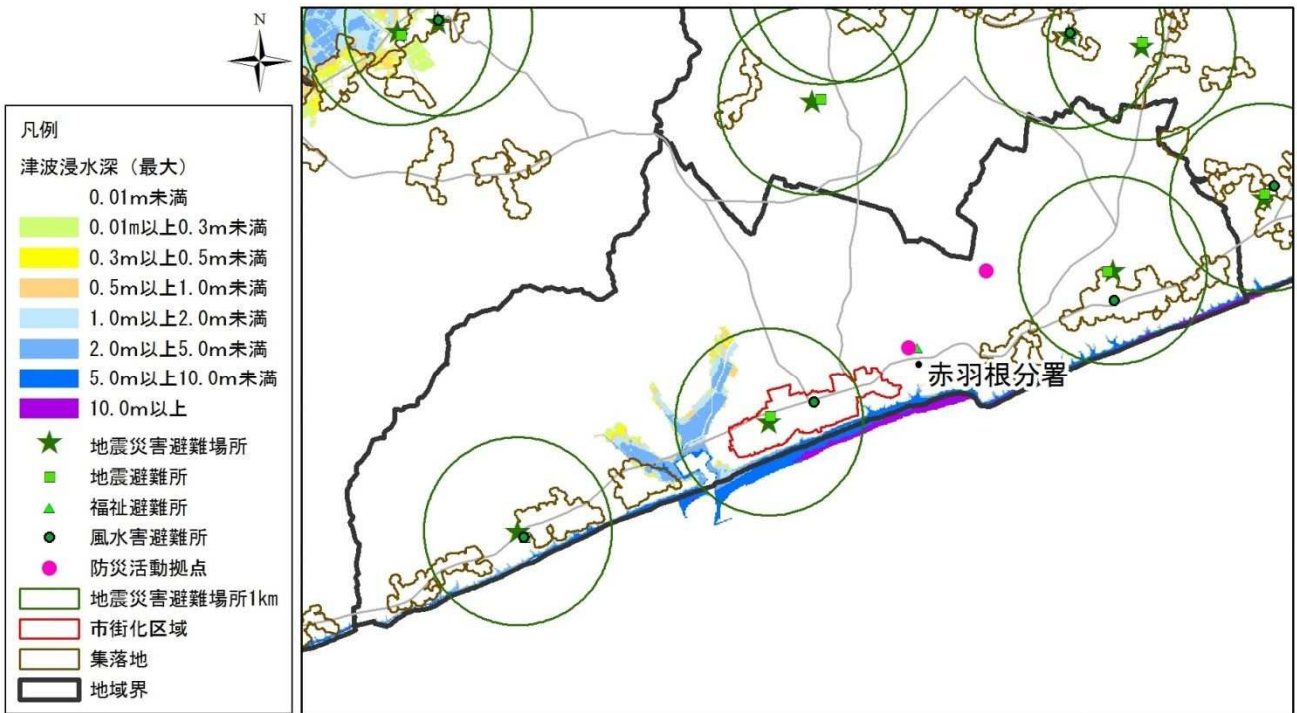 N
凡例
津波浸水深（最大）
0.01m未満
0.01m以上0.3m未満
0.3m以上0.5m未満
0.5m以上1.0m未満
1.0m以上2.0m未満
2.0m以上5.0m未満
5.0m以上10.0m未満
10.0m以上
地震災害避難場所
地震避難所
福祉避難所
風水害避難所
防災活動拠点
地震災害避難場所1km
市街化区域
集落地
地域界
赤羽根分署